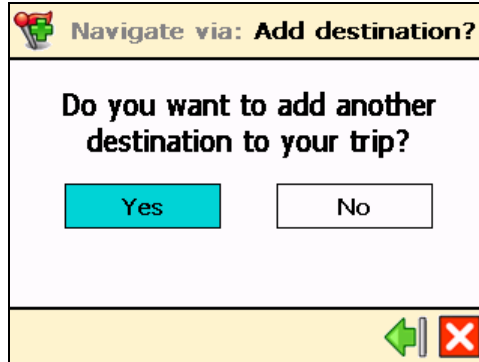 Navigate via: Add destination?
Do you want to add another
destination to your trip?
Yes No